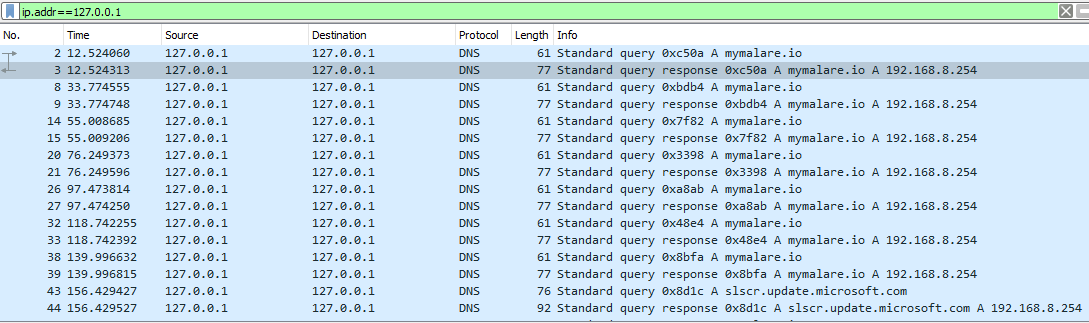 ip.addr==127.0.0.1
No. Time Source Destination Protocol Length Info
2 12.524060 127.0.0.1 127.0.0.1 DNS 61 Standard query 0xc50a A mymalare.io
3 12.524313 127.0.0.1 127.0.0.1 DNS 77 Standard query response 0xc50a A mymalare.io A 192.168.8.254
8 33.774555 127.0.0.1 127.0.0.1 DNS 61 Standard query 0xbdb4 A mymalare.io
9 33.774748 127.0.0.1 127.0.0.1 DNS 77 Standard query response 0xbdb4 A mymalare.io A 192.168.8.254
14 55.008685 127.0.0.1 127.0.0.1 DNS 61 Standard query 0x7f82 A mymalare.io
15 55.009206 127.0.0.1 127.0.0.1 DNS 77 Standard query response 0x7f82 A mymalare.io A 192.168.8.254
20 76.249373 127.0.0.1 127.0.0.1 DNS 61 Standard query 0x3398 A mymalare.io
21 76.249596 127.0.0.1 127.0.0.1 DNS 77 Standard query response 0x3398 A mymalare.io A 192.168.8.254
26 97.473814 127.0.0.1 127.0.0.1 DNS 61 Standard query 0xa8ab A mymalare.io
27 97.474250 127.0.0.1 127.0.0.1 DNS 77 Standard query response 0xa8ab A mymalare.io A 192.168.8.254
32 118.742255 127.0.0.1 127.0.0.1 DNS 61 Standard query 0x48e4 A mymalare.io
33 118.742392 127.0.0.1 127.0.0.1 DNS 77 Standard query response 0x48e4 A mymalare.io A 192.168.8.254
38 139.996632 127.0.0.1 127.0.0.1 DNS 61 Standard query 0x8bfa A mymalare.io
39 139.996815 127.0.0.1 127.0.0.1 DNS 77 Standard query response 0x8bfa A mymalare.io A 192.168.8.254
43 156.429427 127.0.0.1 127.0.0.1 DNS 76 Standard query 0x8d1c A slscr.update.microsoft.com
44 156.429527 127.0.0.1 127.0.0.1 DNS 92 Standard query response 0x8d1c A slscr.update.microsoft.com A 192.168.8.254